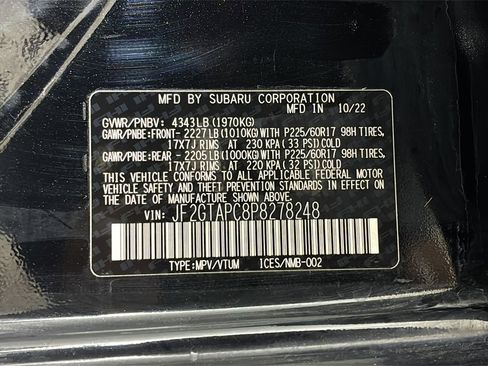 MFD BY SUBARU CORPORATION
MFD IN 10/22
GVWR/PNBV: 4343LB(1970KG)
GAWR/PNBE:FRONT- 2227LB(1010KG)WITH P225/60R17 98H TIRES,
17X7J RIMS AT 230 KPA(33 PSI)COLD
GAWR/PNBE:REAR - 2205LB(1000KG)WITH P225/60R17 98H TIRES,
17X7J RIMS AT 220 KPA(32 PSI)COLD
THIS VEHICLE CONFORMS TO ALL APPLICABLE FEDERAL MOTOR
VEHICLE SAFETY AND BUMPER STANDARDS IN EFFECT ON THE
DATE OF MANUFACTURE SHOWN ABOVE.
VIN: JF2GTAPC8P8278248
TYPE:MPV/VTUM 1CES/NMB-002